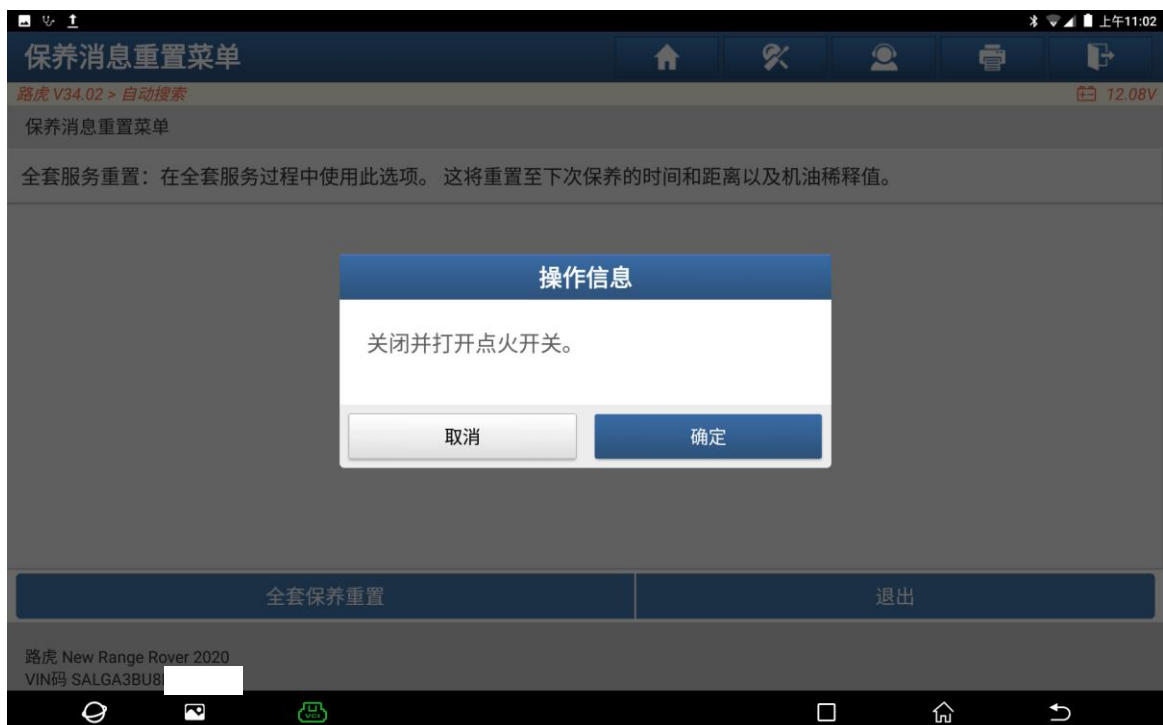 上午11:02
保养消息重置菜单
路虎 V34.02 > 自动搜索
12.08V
保养消息重置菜单
全套服务重置：在全套服务过程中使用此选项。 这将重置至下次保养的时间和距离以及机油稀释值。
操作信息
关闭并打开点火开关。
取消
确定
全套保养重置
退出
路虎 New Range Rover 2020
VIN码 SALGA3BU8
VCI